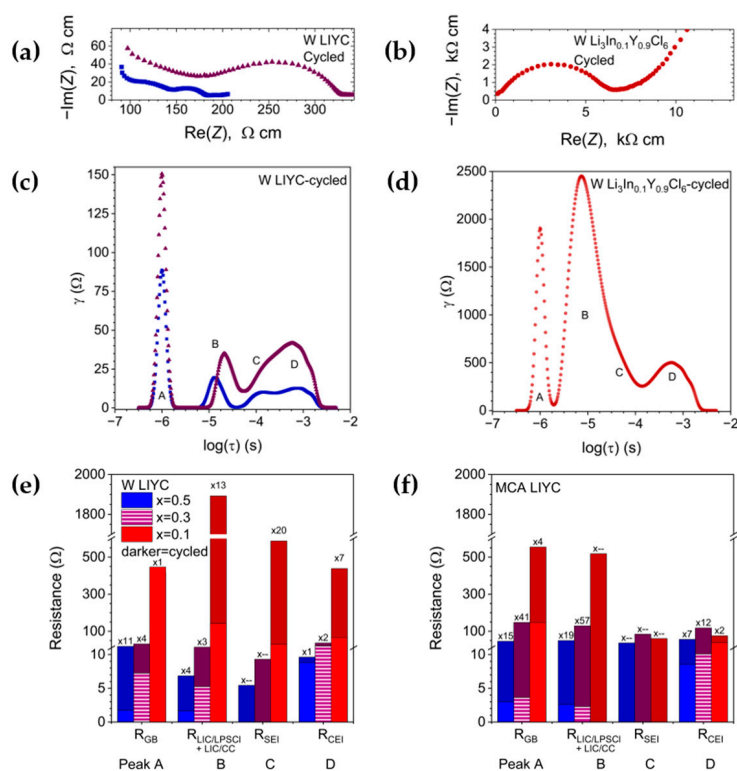 (a)
W LIYC
Cycled
60
40
20
0
−Im(Z), Ω cm
100 150 200 250 300
Re(Z), Ω cm
(b)
W Li3In0.1Y0.9Cl6
Cycled
4
3
2
1
0
−Im(Z), kΩ cm
0 5 10
Re(Z), kΩ cm
(c)
W LIYC-cycled
150
125
100
75
50
25
0
γ (Ω)
A
B
C
D
-7 -6 -5 -4 -3 -2
log(τ) (s)
(d)
W Li3In0.1Y0.9Cl6-cycled
2500
2000
1500
1000
500
0
γ (Ω)
A
B
C
D
-7 -6 -5 -4 -3 -2
log(τ) (s)
(e)
W LIYC
x=0.5
x=0.3
x=0.1
darker=cycled
2000
1500
500
100
10
5
0
Resistance (Ω)
x11 x4 x1
x4 x3 x13
x-- x-- x20
x1 x2 x7
RGB RLIC/LPSCl RSEI RCEI
+ LIC/CC
Peak A B C D
(f)
MCA LIYC
2000
1500
500
100
10
5
0
Resistance (Ω)
x15 x41 x4
x19 x57 x--
x-- x-- x--
x7 x12 x2
RGB RLIC/LPSCl RSEI RCEI
+ LIC/CC
Peak A B C D